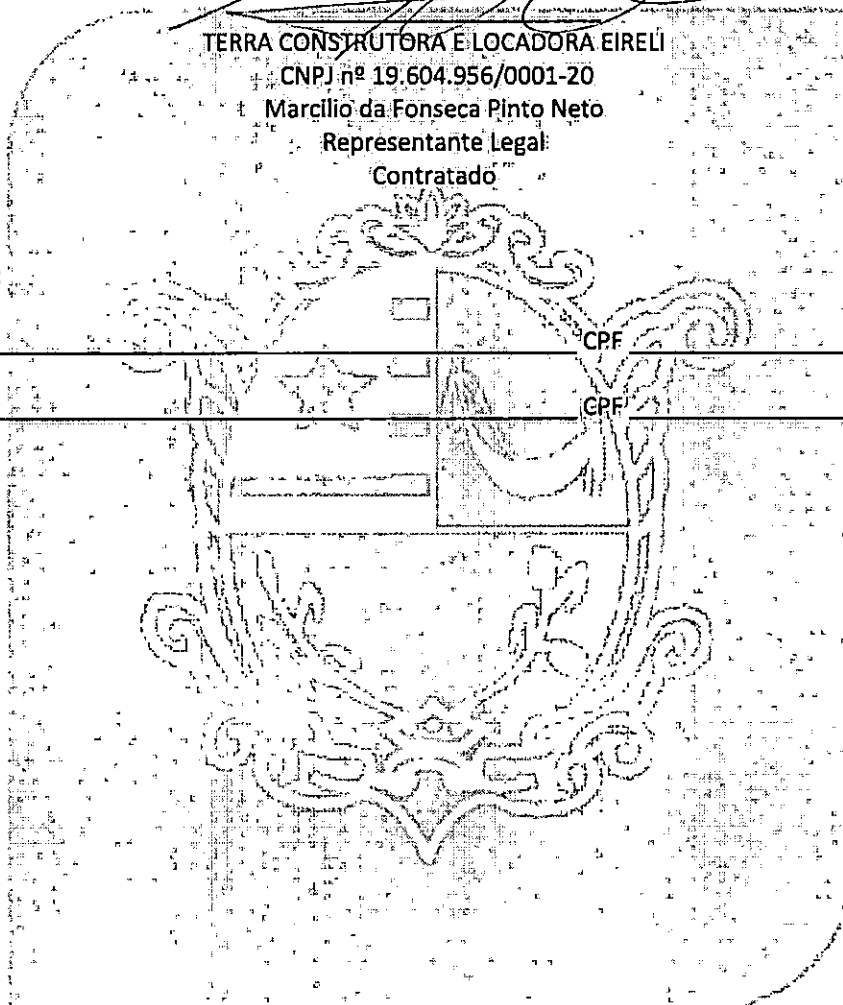 TERRA CONSTRUTORA E LOCADORA EIRELI
CNPJ nº 19.604.956/0001-20
Marcilio da Fonseca Pinto Neto
Representante Legal
Contratado
CPF
CPF